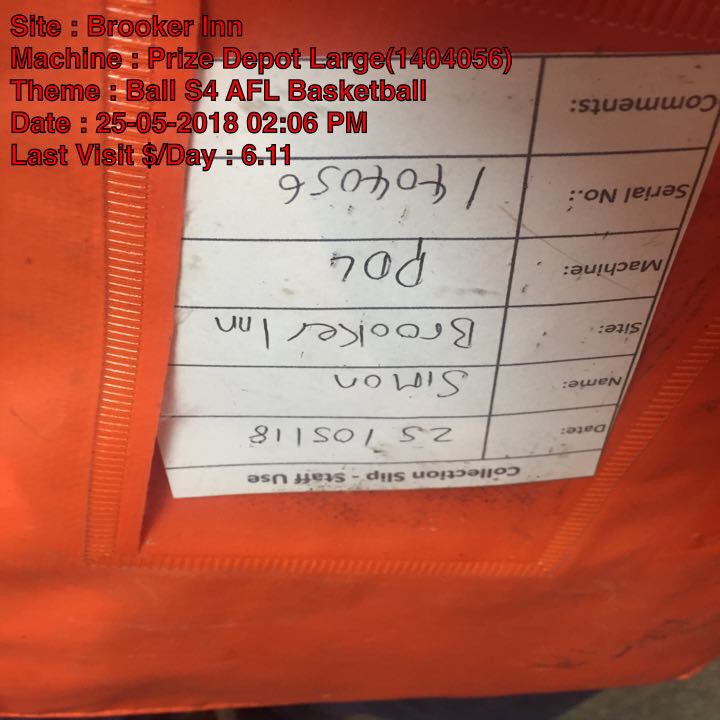 Site : Brooker Inn
Machine : Prize Depot Large(1404056)
Theme : Ball S4 AFL Basketball
Date : 25-05-2018 02:06 PM
Last Visit $/Day : 6.11
Collection Slip - Staff Use
Date: 25/05/18
Name: Simon
Site: Brooker Inn
Machine: PDL
Serial No.: 1404056
Comments: